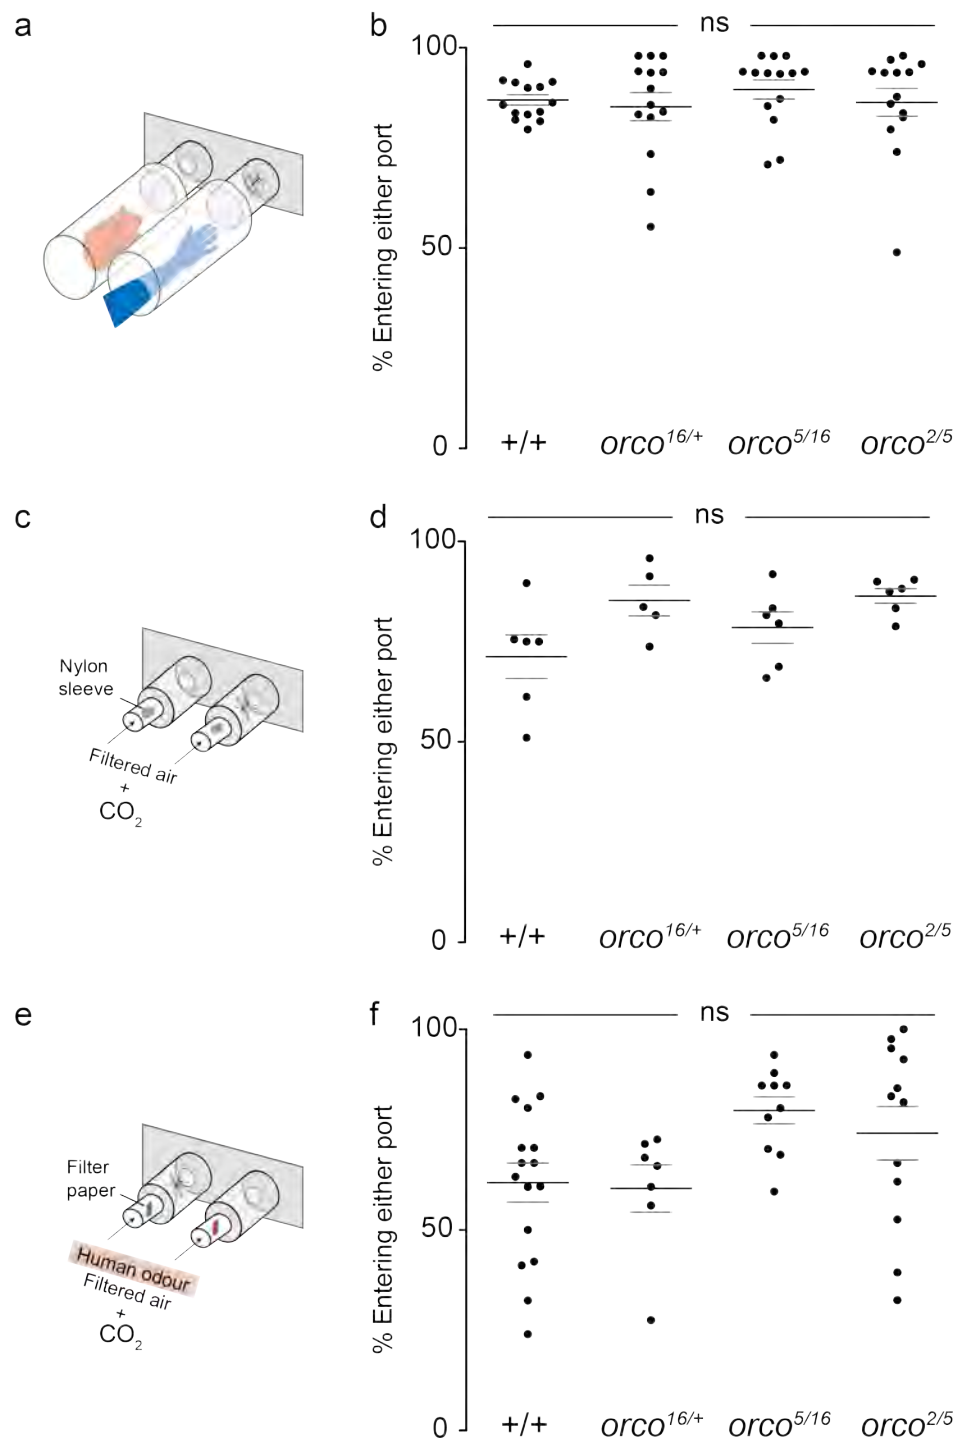 a
b
ns
100
% Entering either port
50
0
+/+
orco16/+
orco5/16
orco2/5
c
Nylon
sleeve
Filtered air
+
CO2
d
ns
100
% Entering either port
50
0
+/+
orco16/+
orco5/16
orco2/5
e
Filter
paper
Human odour
Filtered air
+
CO2
f
ns
100
% Entering either port
50
0
+/+
orco16/+
orco5/16
orco2/5